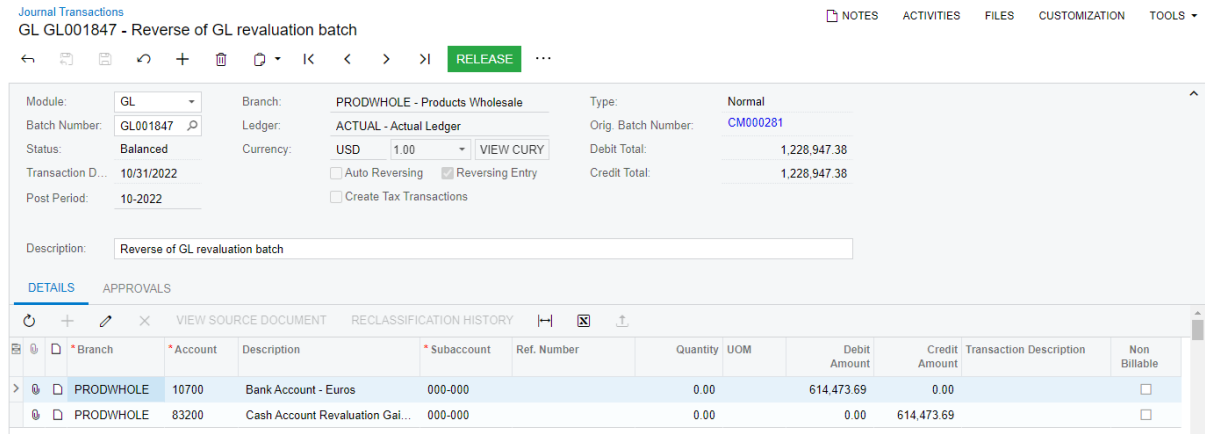 Journal Transactions
GL GL001847 - Reverse of GL revaluation batch
NOTES ACTIVITIES FILES CUSTOMIZATION TOOLS
RELEASE ...
Module: GL Branch: PRODWHOLE - Products Wholesale Type: Normal
Batch Number: GL001847 Ledger: ACTUAL - Actual Ledger Orig. Batch Number: CM000281
Status: Balanced Currency: USD 1.00 VIEW CURY Debit Total: 1,228,947.38
Transaction D... 10/31/2022 Auto Reversing Reversing Entry Credit Total: 1,228,947.38
Post Period: 10-2022 Create Tax Transactions
Description: Reverse of GL revaluation batch
DETAILS APPROVALS
VIEW SOURCE DOCUMENT RECLASSIFICATION HISTORY
* Branch * Account Description * Subaccount Ref. Number Quantity UOM Debit Amount Credit Amount Transaction Description Non Billable
PRODWHOLE 10700 Bank Account - Euros 000-000 0.00 614,473.69 0.00
PRODWHOLE 83200 Cash Account Revaluation Gai... 000-000 0.00 0.00 614,473.69